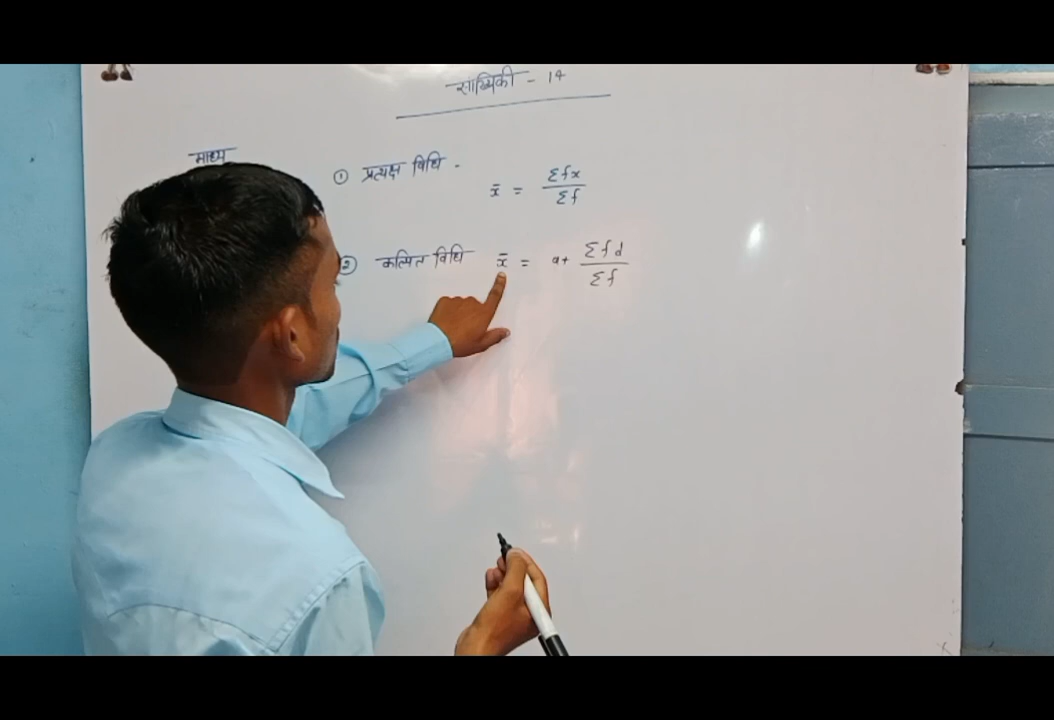 सांख्यिकी - 14
माध्य
① प्रत्यक्ष विधि - x̄ = Σfx / Σf
② कल्पित विधि x̄ = a + Σfd / Σf